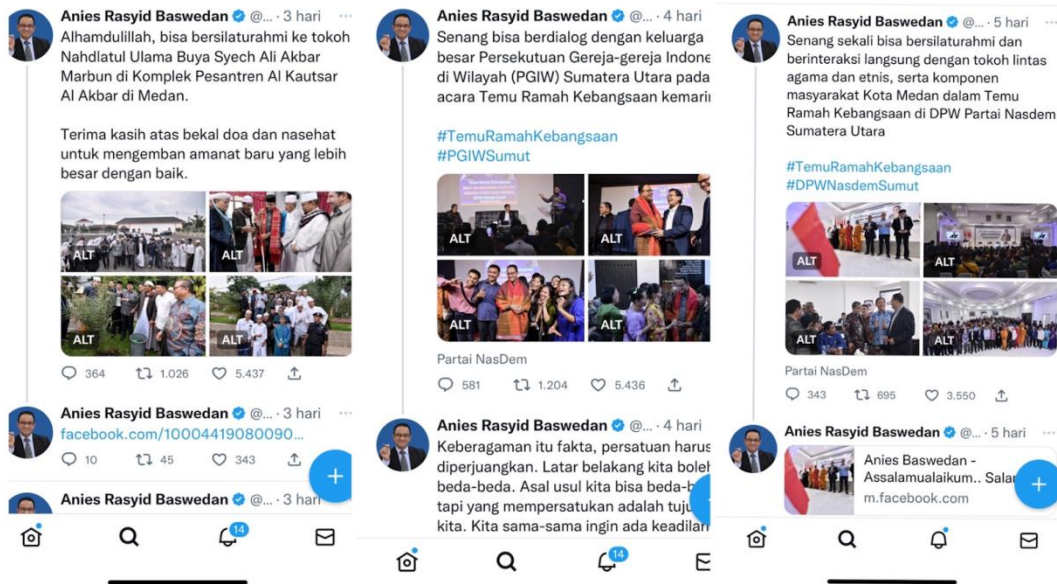 Anies Rasyid Baswedan @... · 3 hari ...
Alhamdulillah, bisa bersilaturahmi ke tokoh
Nahdlatul Ulama Buya Syech Ali Akbar
Marbun di Komplek Pesantren Al Kautsar
Al Akbar di Medan.
Terima kasih atas bekal doa dan nasehat
untuk mengemban amanat baru yang lebih
besar dengan baik.
ALT
ALT
ALT
ALT
364 1.026 5.437
Anies Rasyid Baswedan @... · 3 hari ...
facebook.com/10004419080090...
10 45 343
Anies Rasyid Baswedan @... · 3 hari
14
Anies Rasyid Baswedan @... · 4 hari
Senang bisa berdialog dengan keluarga
besar Persekutuan Gereja-gereja Indone
di Wilayah (PGIW) Sumatera Utara pada
acara Temu Ramah Kebangsaan kemarin
#TemuRamahKebangsaan
#PGIWSumut
ALT
ALT
ALT
ALT
Partai NasDem
581 1.204 5.436
Anies Rasyid Baswedan @... · 4 hari
Keberagaman itu fakta, persatuan harus
diperjuangkan. Latar belakang kita boleh
beda-beda. Asal usul kita bisa beda-b
tapi yang mempersatukan adalah tuju
kita. Kita sama-sama ingin ada keadilan
14
Anies Rasyid Baswedan @... · 5 hari ...
Senang sekali bisa bersilaturahmi dan
berinteraksi langsung dengan tokoh lintas
agama dan etnis, serta komponen
masyarakat Kota Medan dalam Temu
Ramah Kebangsaan di DPW Partai Nasdem
Sumatera Utara
#TemuRamahKebangsaan
#DPWNasdemSumut
ALT
ALT
ALT
ALT
Partai NasDem
343 695 3.550
Anies Rasyid Baswedan @... · 5 hari ...
Anies Baswedan -
Assalamualaikum.. Salam
m.facebook.com